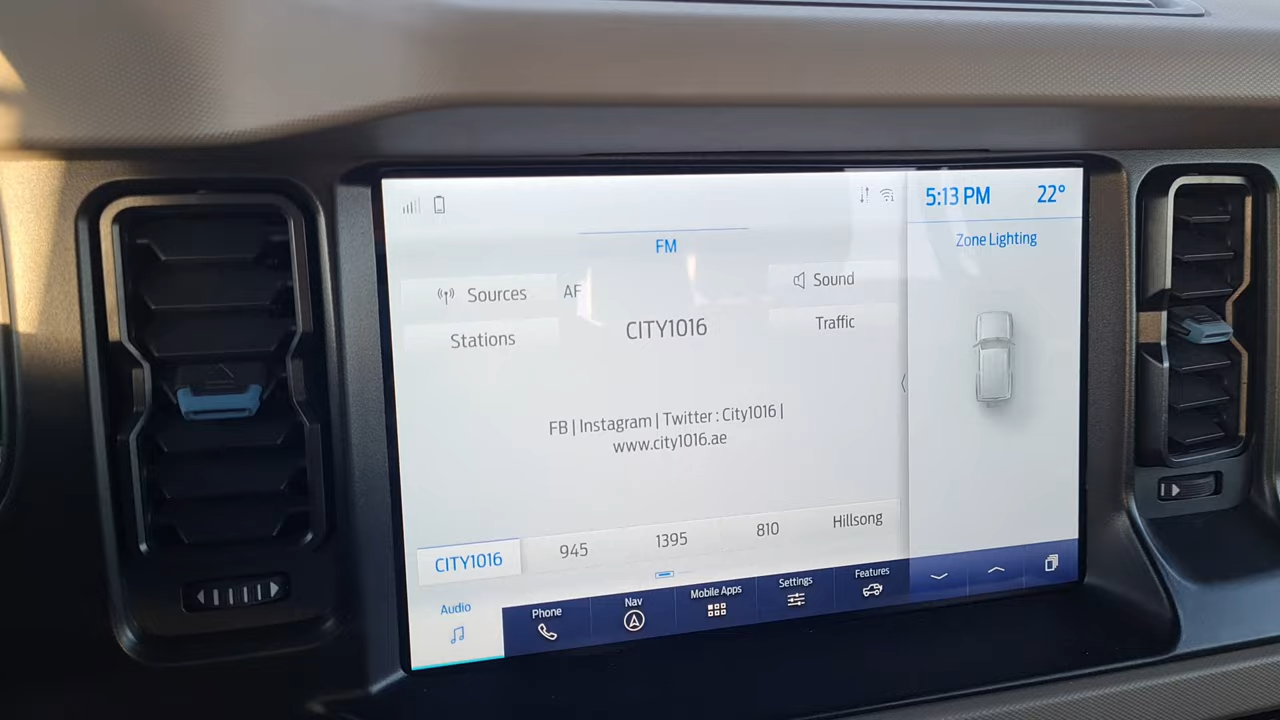 5:13 PM 22°
FM
Zone Lighting
Sources AF Sound
CITY1016
Stations Traffic
FB | Instagram | Twitter : City1016 |
www.city1016.ae
CITY1016 945 1395 810 Hillsong
Audio Phone Nav Mobile Apps Settings Features